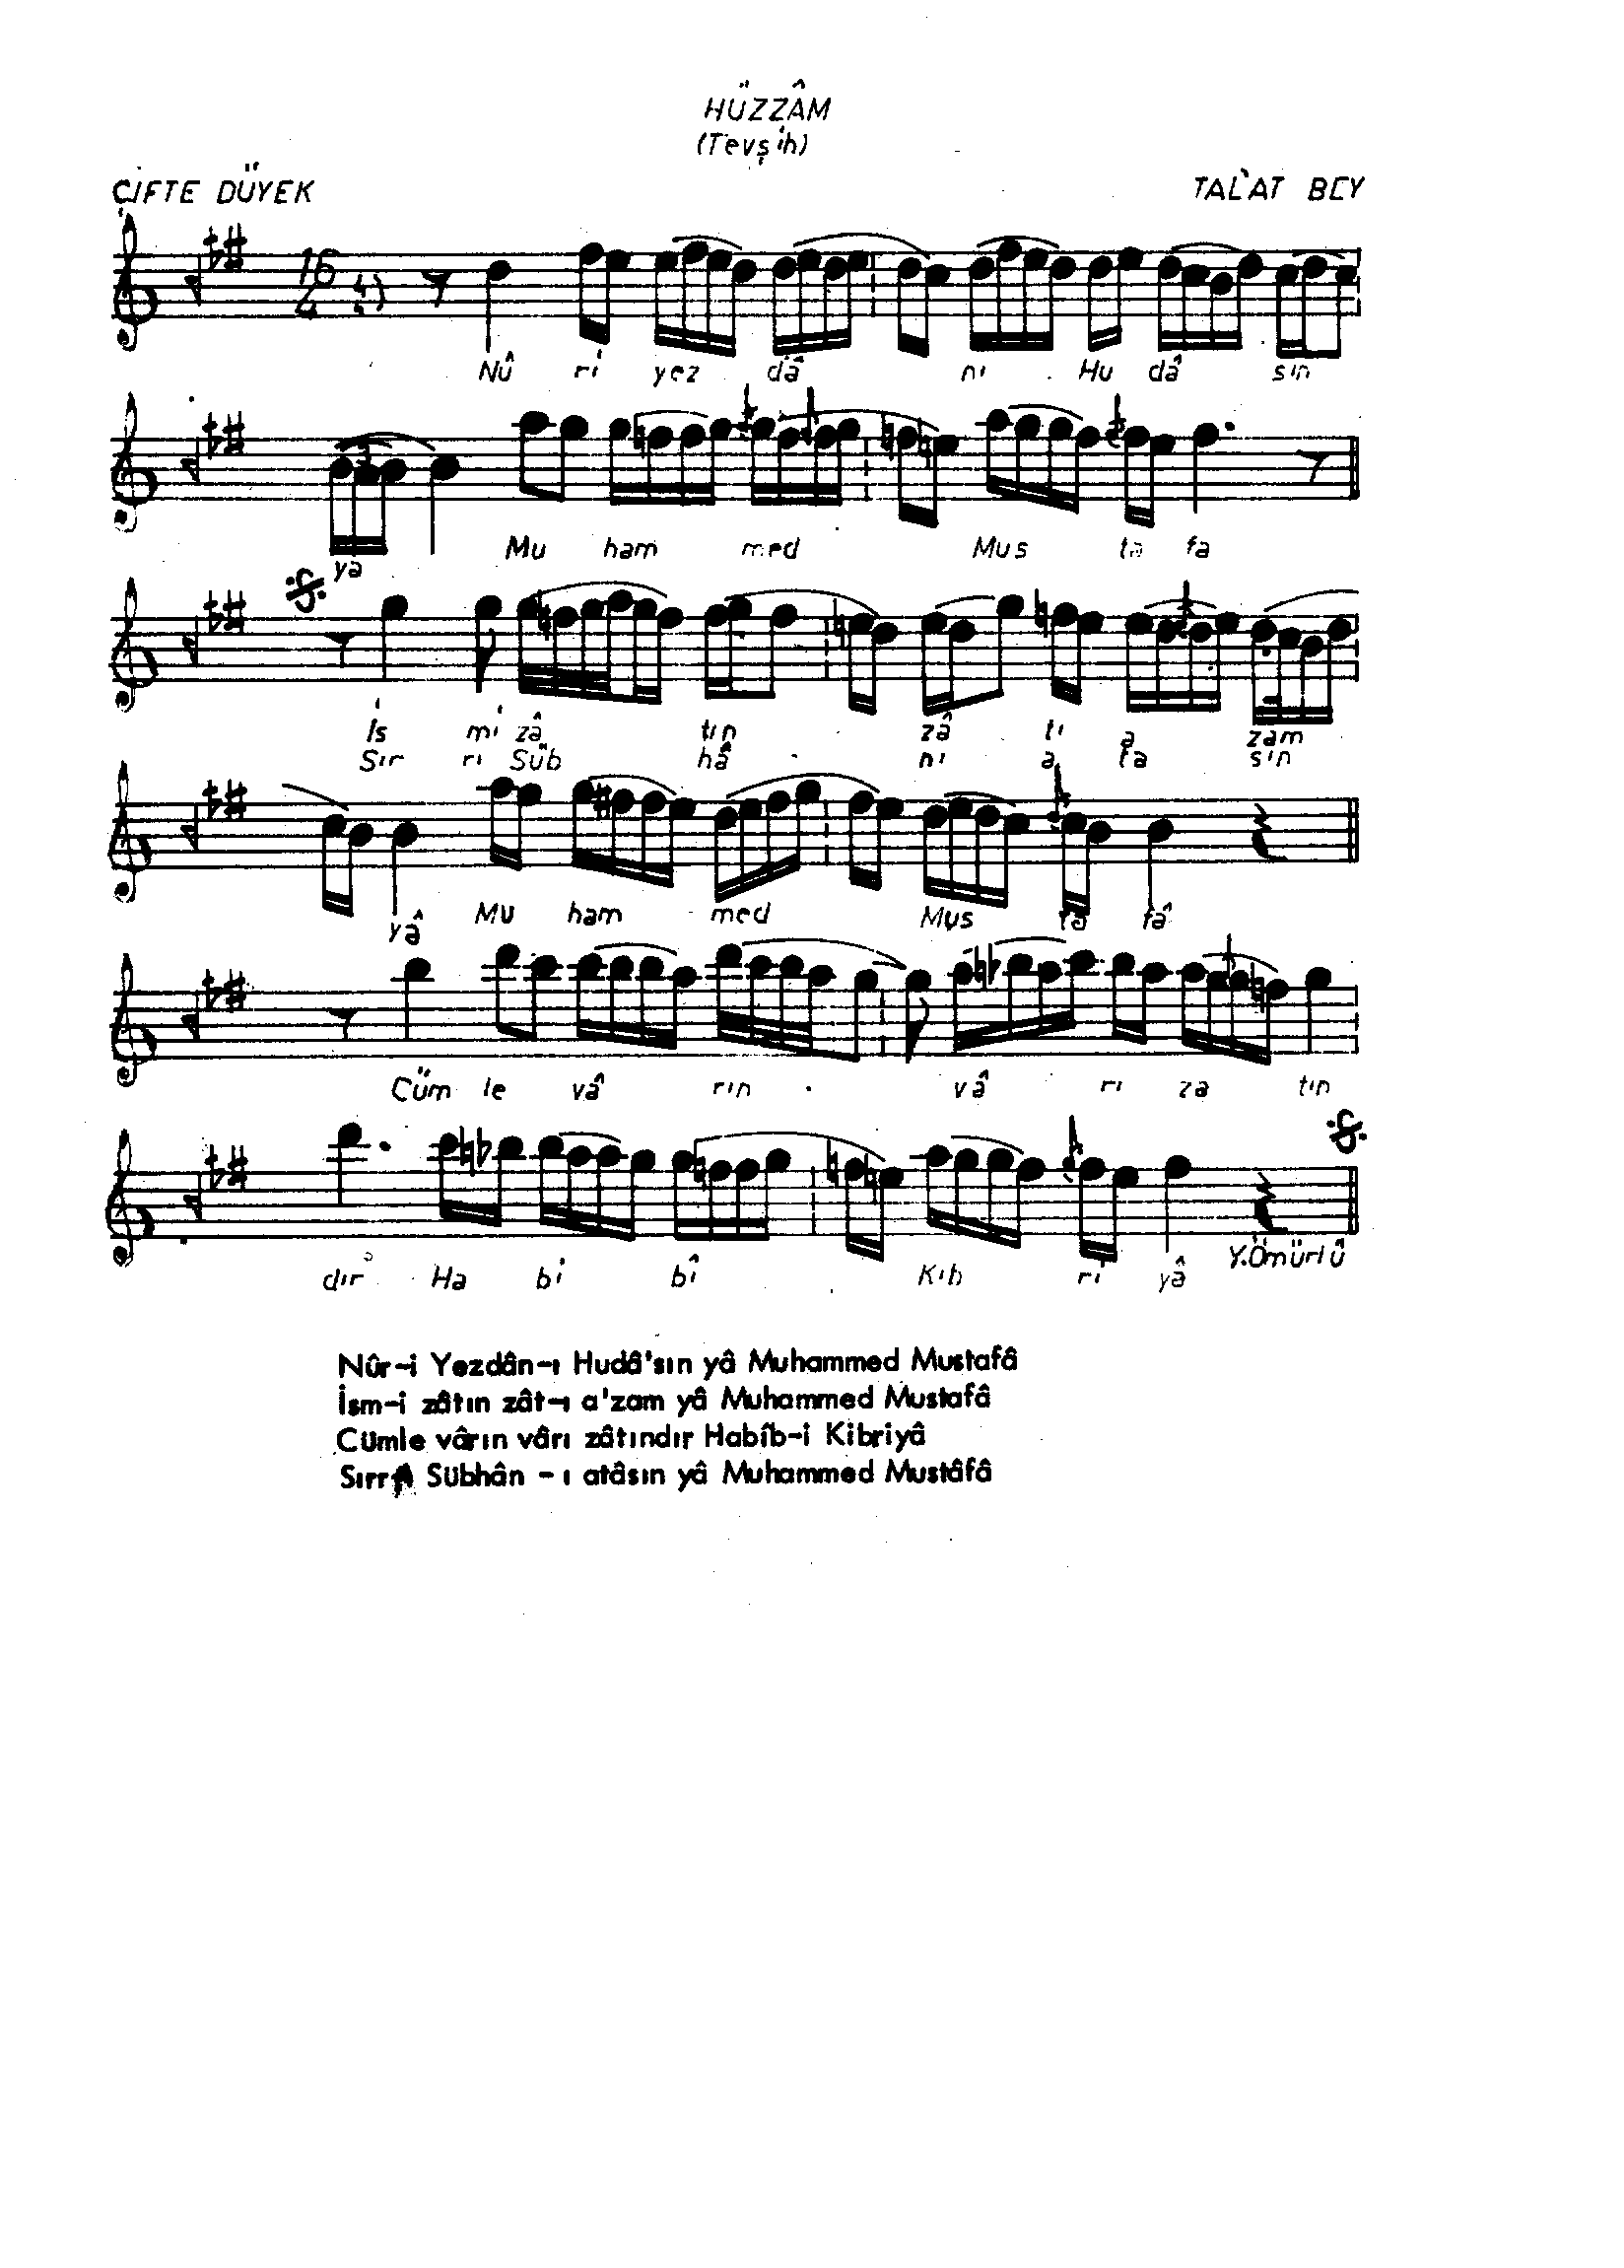 HÜZZÂM
(Tevşih)
ÇİFTE DÜYEK
TAL'AT BEY
16
4
Nû ri yez dâ ni Hu dâ sın
3
ya Mu ham med Mus ta fa
İs mi zâ tın zâ tı a zam
Sır rı Süb hâ nı a ta sın
yâ Mu ham med Mus ta fâ
Cüm le vâ rın vâ rı za tın
dır Ha bi bî Kib ri yâ
Y.Ömürlü
Nûr-i Yezdân-ı Hudâ'sın yâ Muhammed Mustafâ
İsm-i zâtın zât-ı a'zam yâ Muhammed Mustafâ
Cümle vârın vârı zâtındır Habîb-i Kibriyâ
Sırr Sübhân -ı atâsın yâ Muhammed Mustâfâ